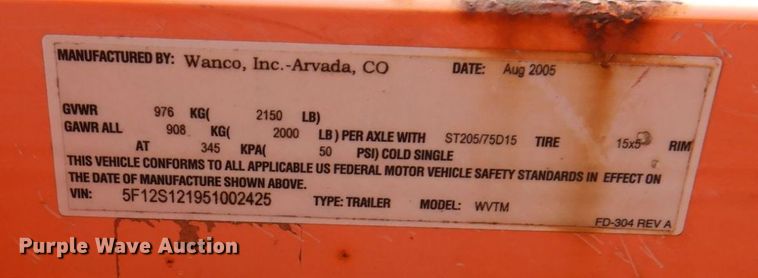 MANUFACTURED BY: Wanco, Inc.-Arvada, CO DATE: Aug 2005
GVWR 976 KG( 2150 LB)
GAWR ALL 908 KG( 2000 LB) PER AXLE WITH ST205/75D15 TIRE 15x5 RIM
AT 345 KPA( 50 PSI) COLD SINGLE
THIS VEHICLE CONFORMS TO ALL APPLICABLE US FEDERAL MOTOR VEHICLE SAFETY STANDARDS IN EFFECT ON
THE DATE OF MANUFACTURE SHOWN ABOVE.
VIN: 5F12S121951002425 TYPE: TRAILER MODEL: WVTM
FD-304 REV A
Purple Wave Auction